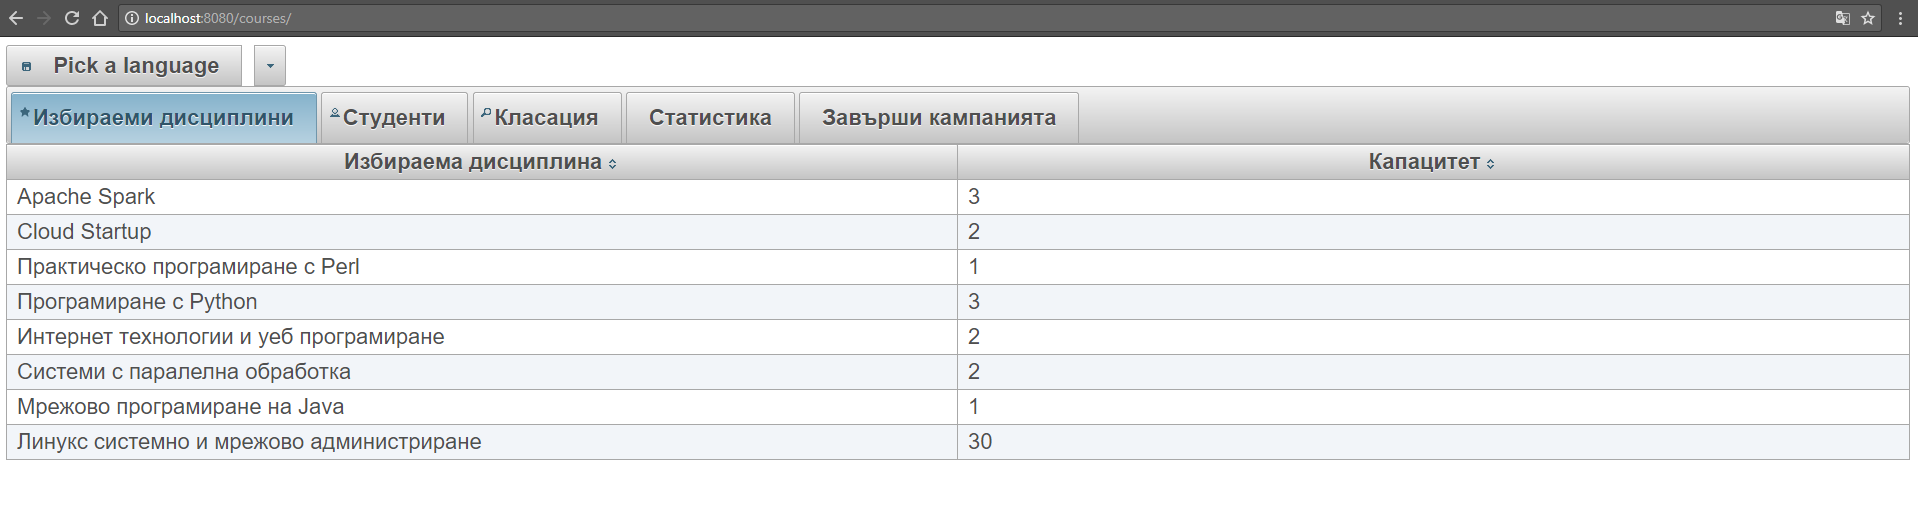 localhost:8080/courses/
Pick a language
Избираеми дисциплини Студенти Класация Статистика Завърши кампанията
Избираема дисциплина Капацитет
Apache Spark 3
Cloud Startup 2
Практическо програмиране с Perl 1
Програмиране с Python 3
Интернет технологии и уеб програмиране 2
Системи с паралелна обработка 2
Мрежово програмиране на Java 1
Линукс системно и мрежово администриране 30